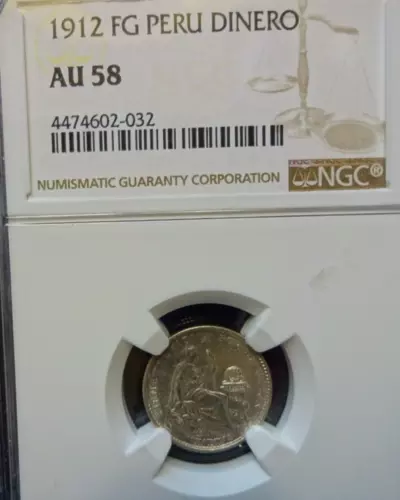 1912 FG PERU DINERO
AU 58
4474602-032
NUMISMATIC GUARANTY CORPORATION
NGC®